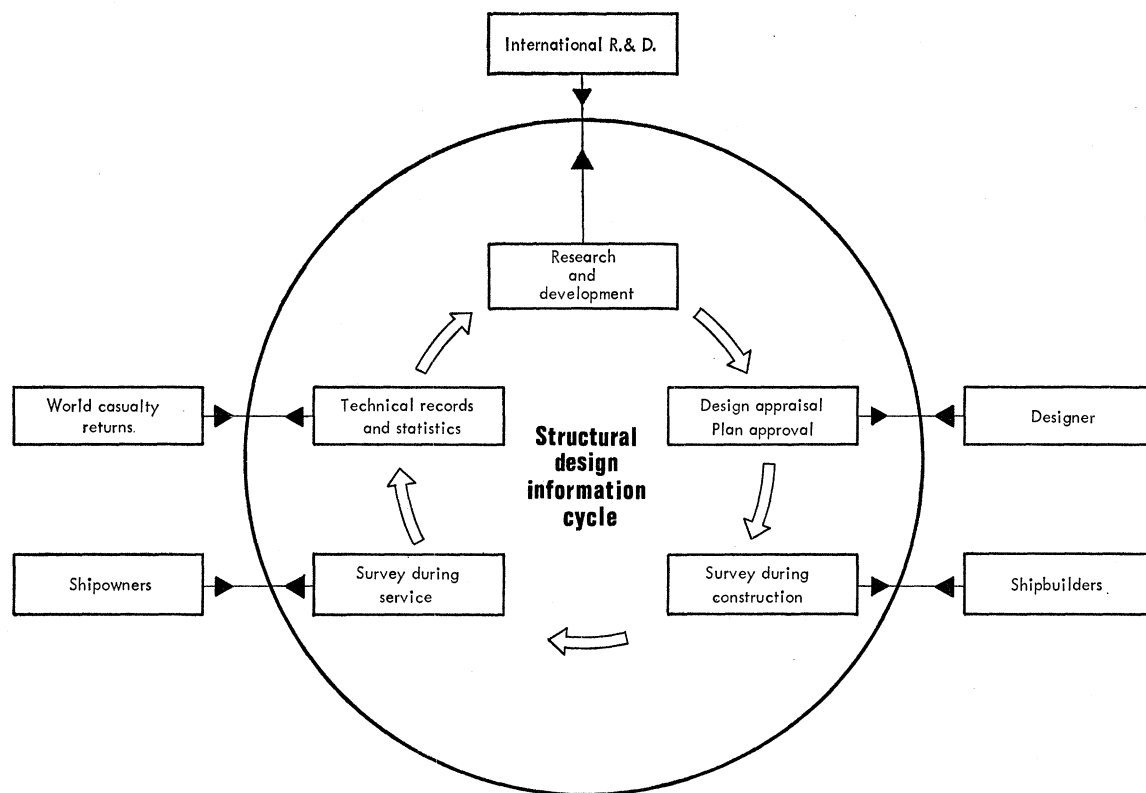 International R. & D.
Research
and
development
World casualty
returns.
Technical records
and statistics
Design appraisal
Plan approval
Designer
Structural
design
information
cycle
Shipowners
Survey during
service
Survey during
construction
Shipbuilders